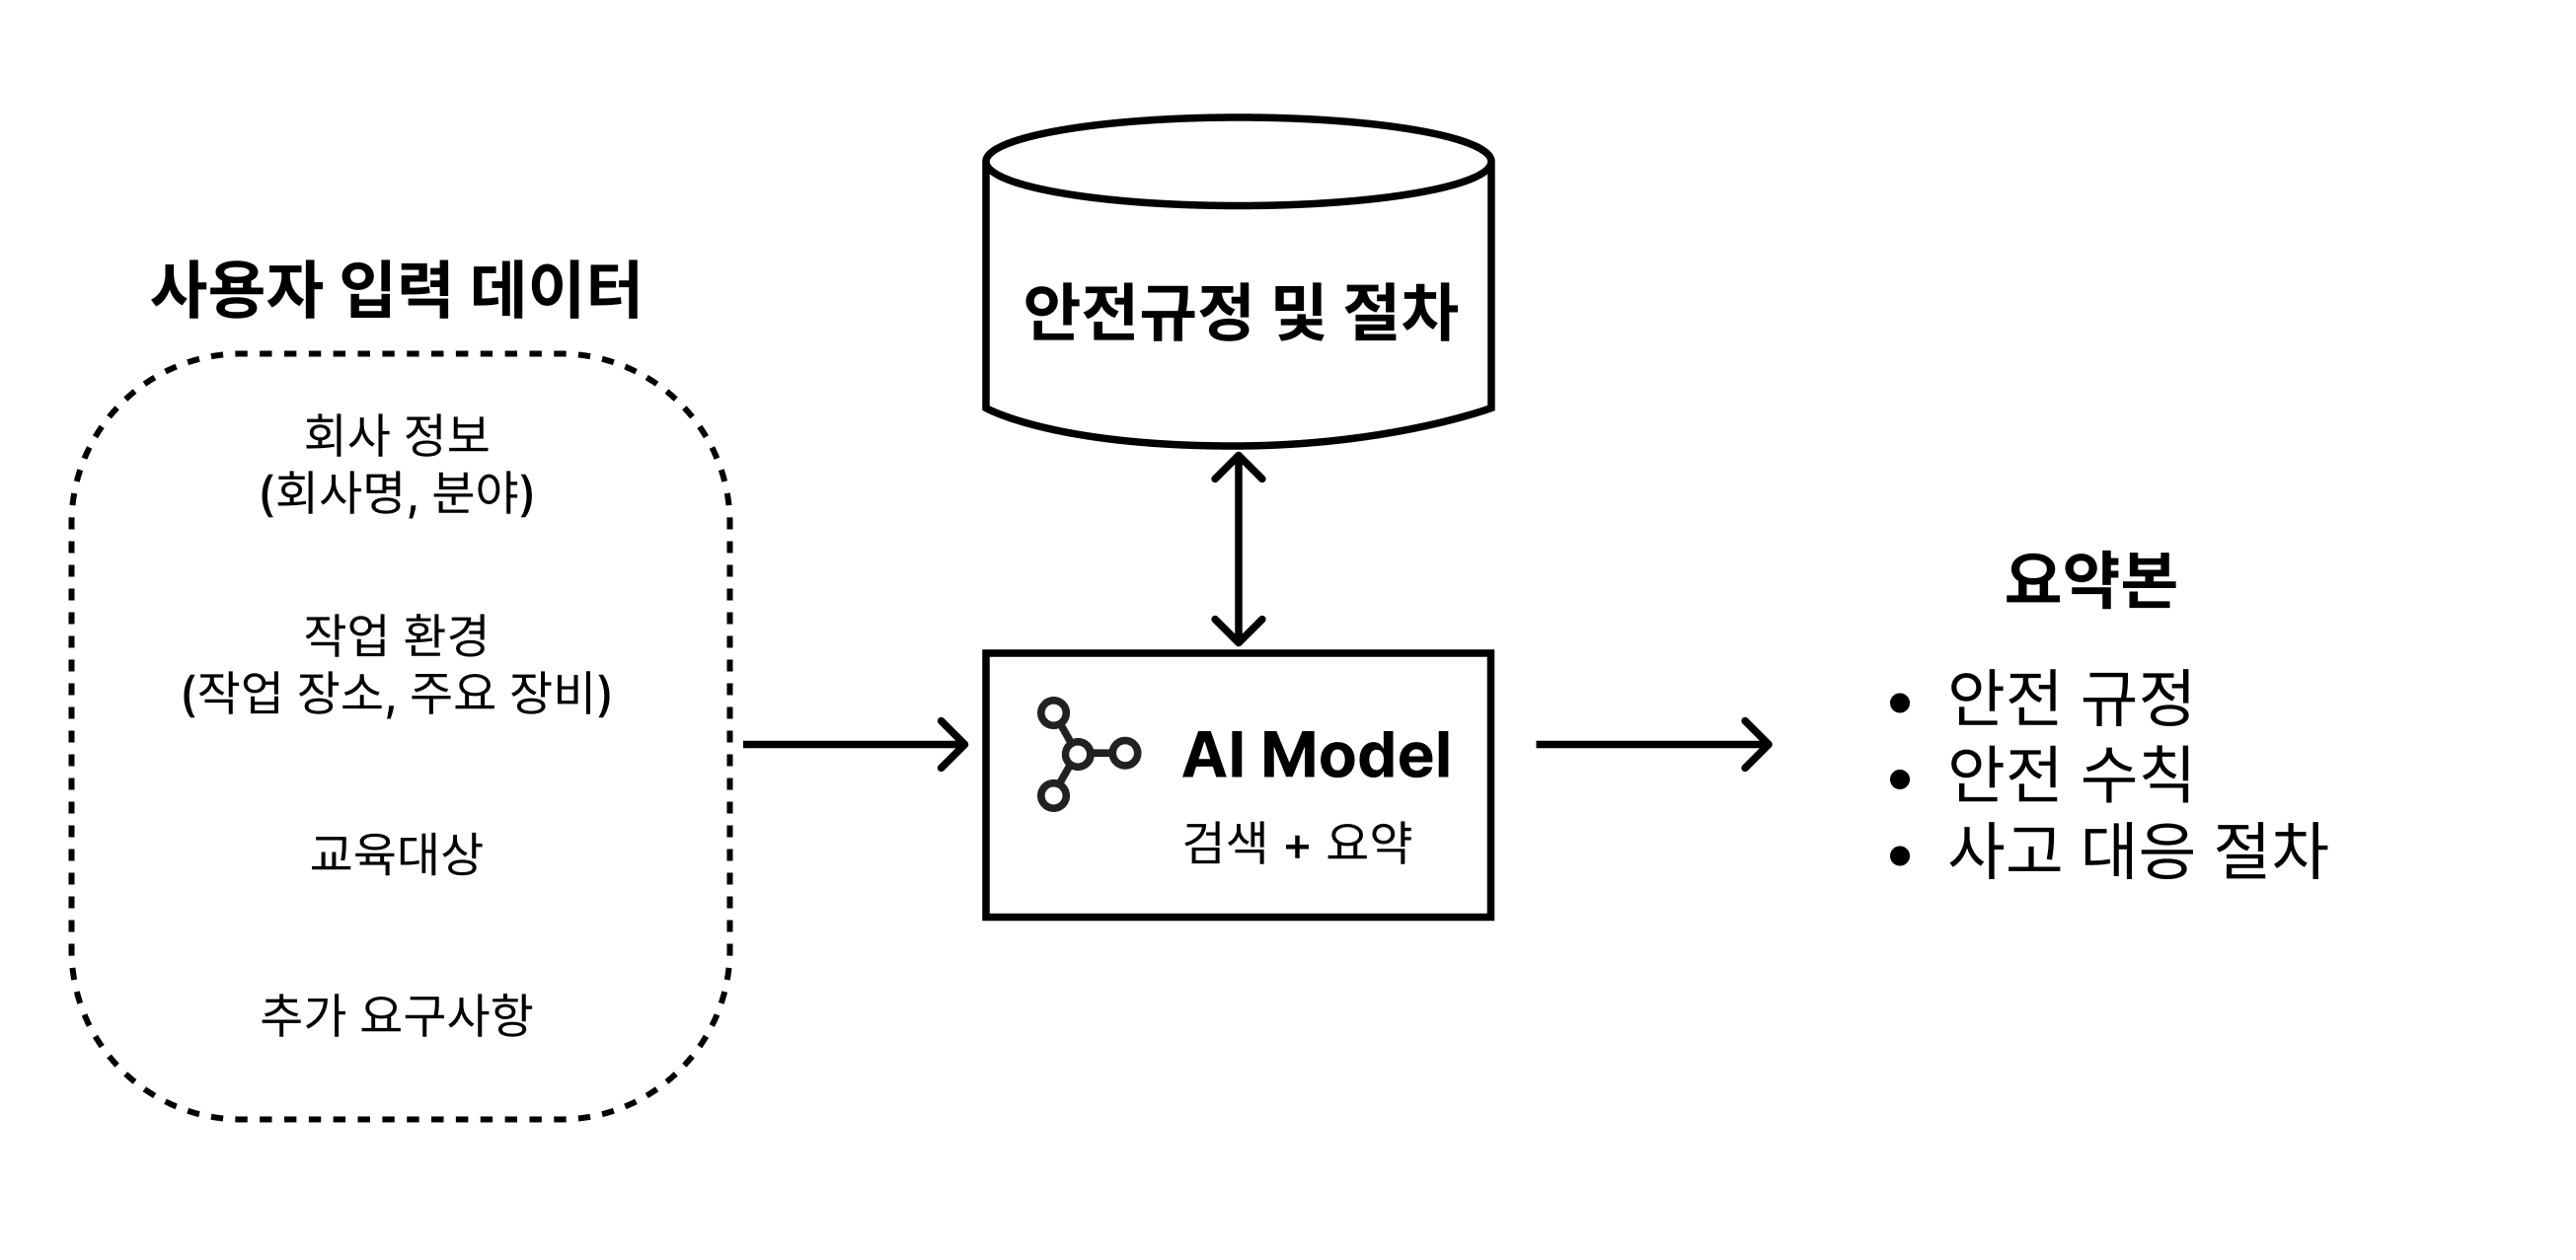 사용자 입력 데이터
회사 정보
(회사명, 분야)
작업 환경
(작업 장소, 주요 장비)
교육대상
추가 요구사항
안전규정 및 절차
AI Model
검색 + 요약
요약본
• 안전 규정
• 안전 수칙
• 사고 대응 절차